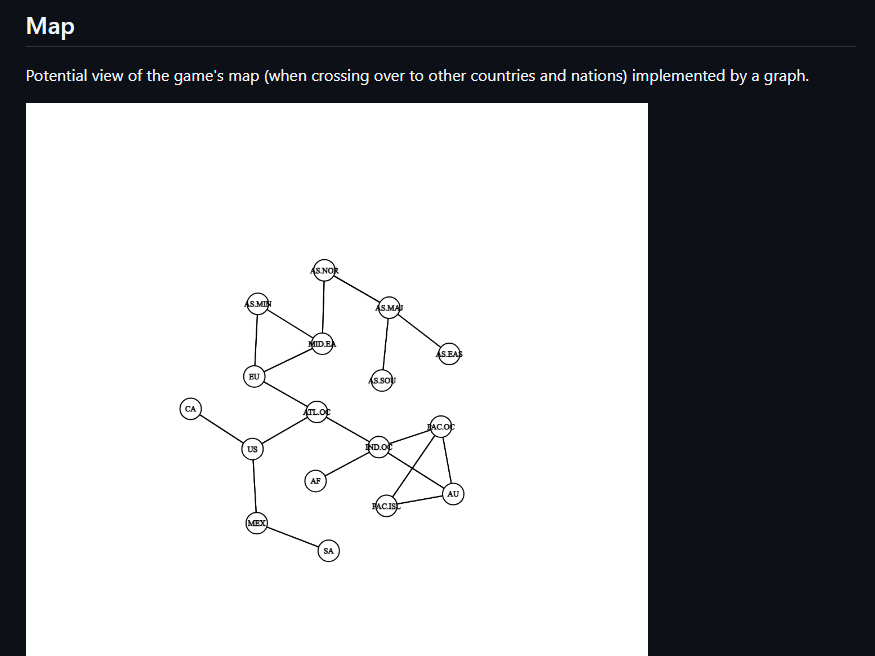 Map
Potential view of the game's map (when crossing over to other countries and nations) implemented by a graph.
AS.NOR
AS.MIN
AS.MAJ
MID.EA
AS.EAS
EU
AS.SOU
CA
ATL.OC
PAC.OC
US
IND.OC
AF
AU
PAC.ISL
MEX
SA